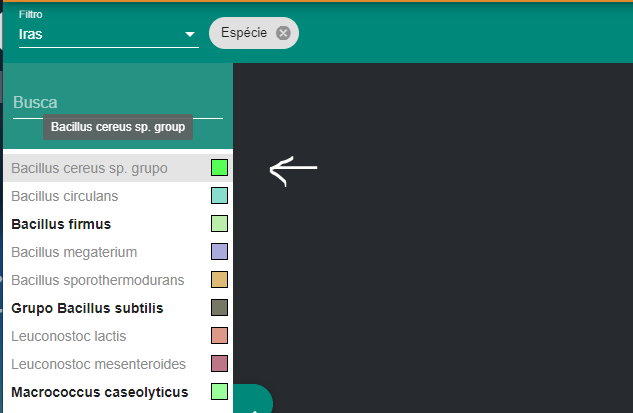 Filtro
Iras
Espécie
Busca
Bacillus cereus sp. group
Bacillus cereus sp. grupo
Bacillus circulans
Bacillus firmus
Bacillus megaterium
Bacillus sporothermodurans
Grupo Bacillus subtilis
Leuconostoc lactis
Leuconostoc mesenteroides
Macrococcus caseolyticus